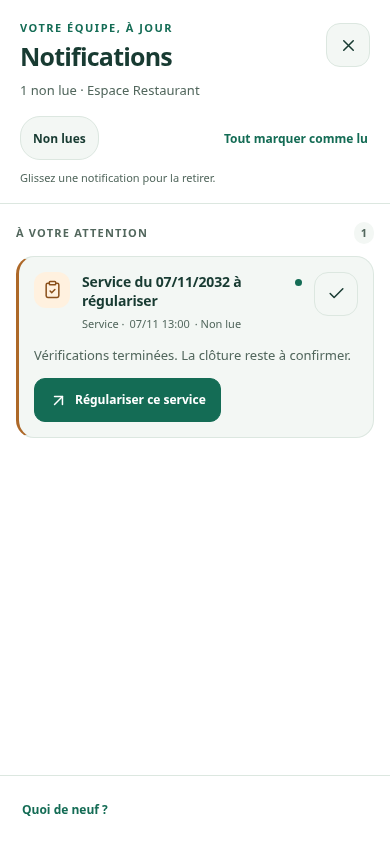 VOTRE ÉQUIPE, À JOUR
Notifications
1 non lue · Espace Restaurant
Non lues
Tout marquer comme lu
Glissez une notification pour la retirer.
À VOTRE ATTENTION
1
Service du 07/11/2032 à
régulariser
Service · 07/11 13:00 · Non lue
Vérifications terminées. La clôture reste à confirmer.
Régulariser ce service
Quoi de neuf ?